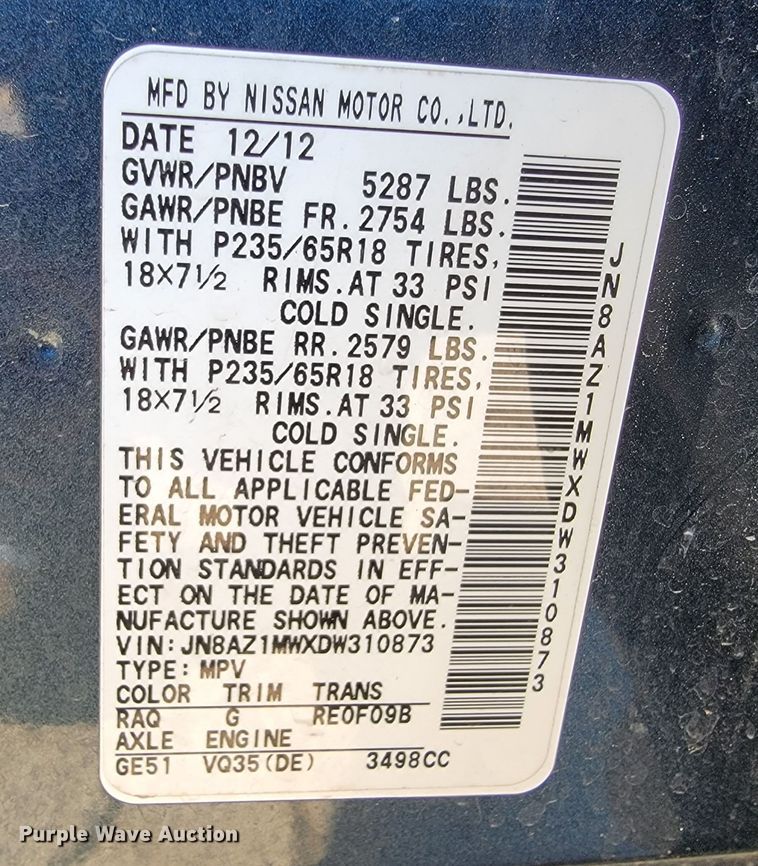 MFD BY NISSAN MOTOR CO.,LTD.
DATE 12/12
GVWR/PNBV 5287 LBS.
GAWR/PNBE FR.2754 LBS.
WITH P235/65R18 TIRES,
18X7½ RIMS.AT 33 PSI
COLD SINGLE.
GAWR/PNBE RR.2579 LBS.
WITH P235/65R18 TIRES,
18X7½ RIMS.AT 33 PSI
COLD SINGLE.
THIS VEHICLE CONFORMS
TO ALL APPLICABLE FED-
ERAL MOTOR VEHICLE SA-
FETY AND THEFT PREVEN-
TION STANDARDS IN EFF-
ECT ON THE DATE OF MA-
NUFACTURE SHOWN ABOVE.
VIN:JN8AZ1MWXDW310873
TYPE:MPV
COLOR TRIM TRANS
RAQ G RE0F09B
AXLE ENGINE
GE51 VQ35(DE) 3498CC
JN8AZ1MWXDW310873
Purple Wave Auction